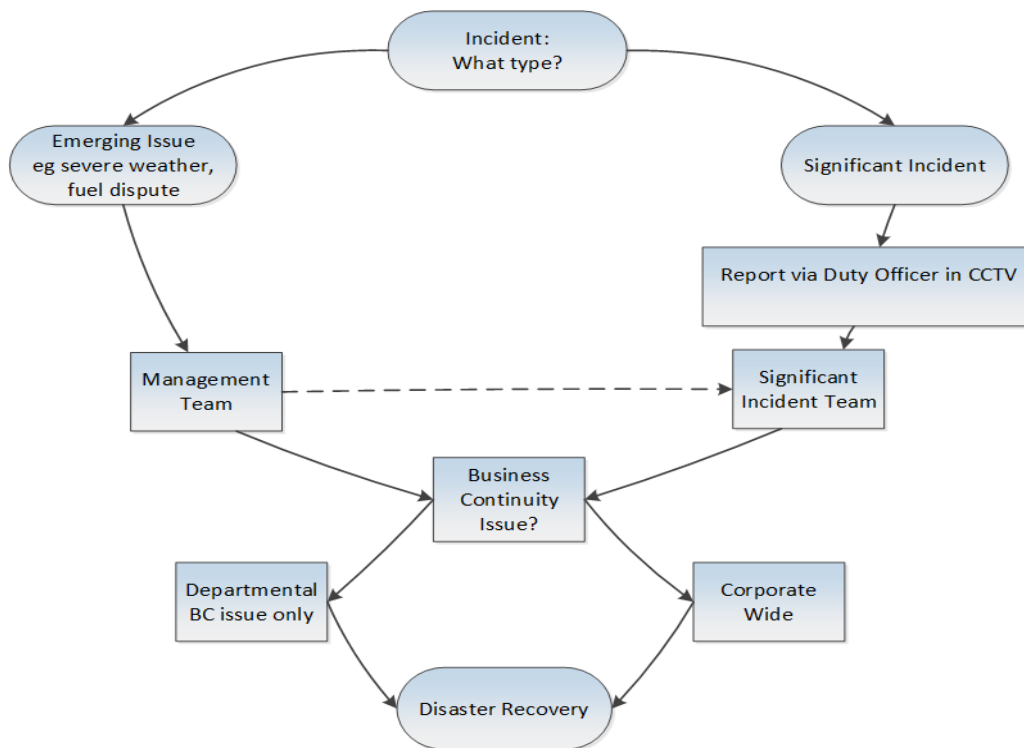 Incident:
What type?
Emerging Issue
eg severe weather,
fuel dispute
Significant Incident
Report via Duty Officer in CCTV
Management
Team
Significant
Incident Team
Business
Continuity
Issue?
Departmental
BC issue only
Corporate
Wide
Disaster Recovery